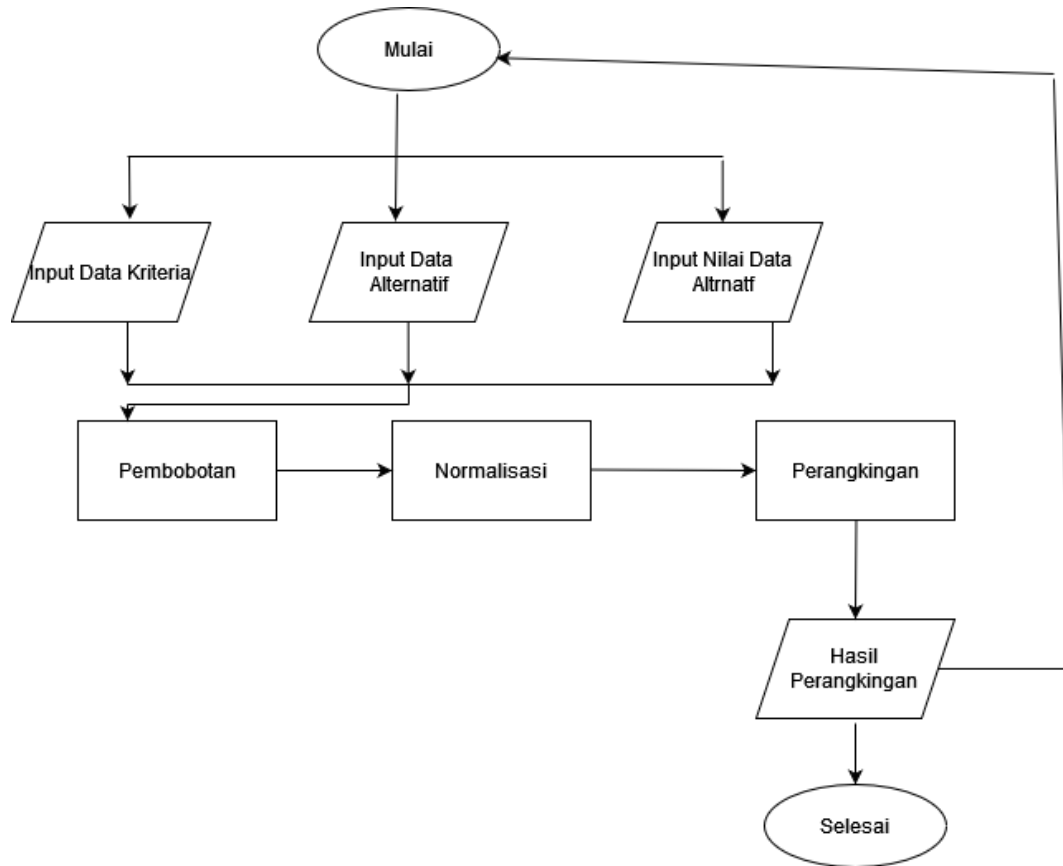 Mulai
Input Data Kriteria
Input Data
Alternatif
Input Nilai Data
Altrnatf
Pembobotan
Normalisasi
Perangkingan
Hasil
Perangkingan
Selesai